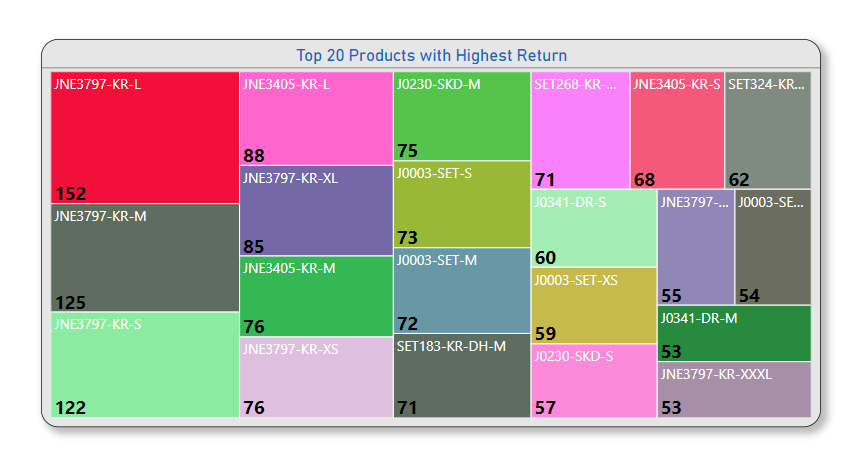 Top 20 Products with Highest Return
JNE3797-KR-L
152
JNE3797-KR-M
125
JNE3797-KR-S
122
JNE3405-KR-L
88
JNE3797-KR-XL
85
JNE3405-KR-M
76
JNE3797-KR-XS
76
J0230-SKD-M
75
J0003-SET-S
73
J0003-SET-M
72
SET183-KR-DH-M
71
SET268-KR-...
71
JNE3405-KR-S
68
SET324-KR...
62
J0341-DR-S
60
J0003-SET-XS
59
J0230-SKD-S
57
JNE3797-...
55
J0003-SE...
54
J0341-DR-M
53
JNE3797-KR-XXXL
53